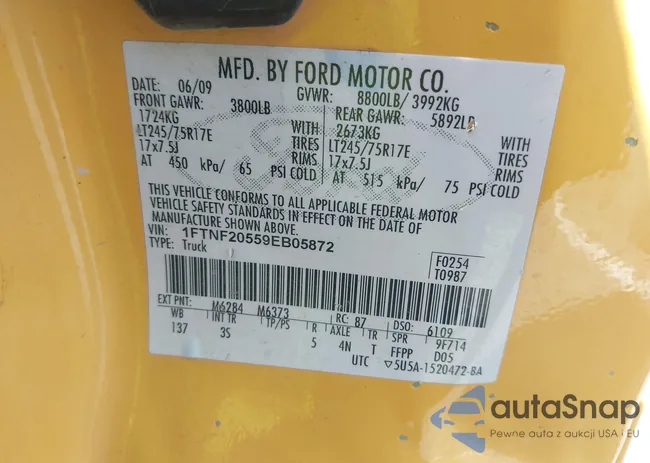 MFD. BY FORD MOTOR CO.
DATE: 06/09 GVWR: 8800LB/ 3992KG
FRONT GAWR: 3800LB REAR GAWR: 5892LB
1724KG WITH 2673KG WITH
LT245/75R17E TIRES LT245/75R17E TIRES
17x7.5J RIMS 17x7.5J RIMS
AT 450 kPa/ 65 PSI COLD AT 515 kPa/ 75 PSI COLD
THIS VEHICLE CONFORMS TO ALL APPLICABLE FEDERAL MOTOR
VEHICLE SAFETY STANDARDS IN EFFECT ON THE DATE OF
MANUFACTURE SHOWN ABOVE.
VIN: 1FTNF20559EB05872
TYPE: Truck
F0254
T0987
EXT PNT: M6284 M6373 RC: 87 DSO: 6109
WB INT TR TP/PS R AXLE TR SPR 9F714
137 3S 5 4N T FFPP D05
UTC ▽5U5A-1520472-BA
autaSnap
Pewne auta z aukcji USA i EU